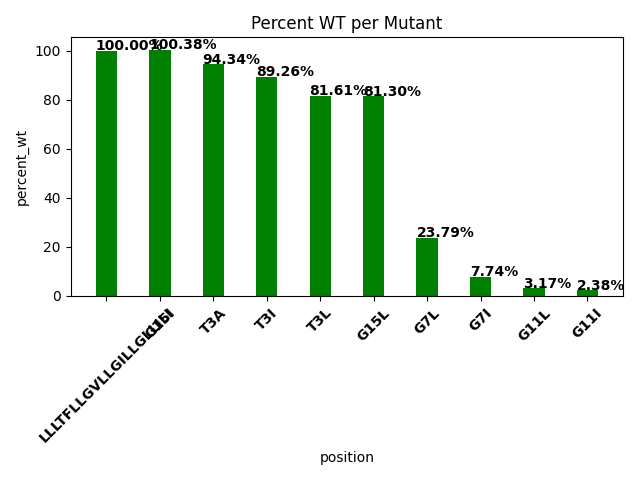 Percent WT per Mutant
percent_wt
100
80
60
40
20
0
100.00%
100.38%
94.34%
89.26%
81.61%
81.30%
23.79%
7.74%
3.17%
2.38%
G15I
T3A
T3I
T3L
G15L
G7L
G7I
G11L
G11I
position